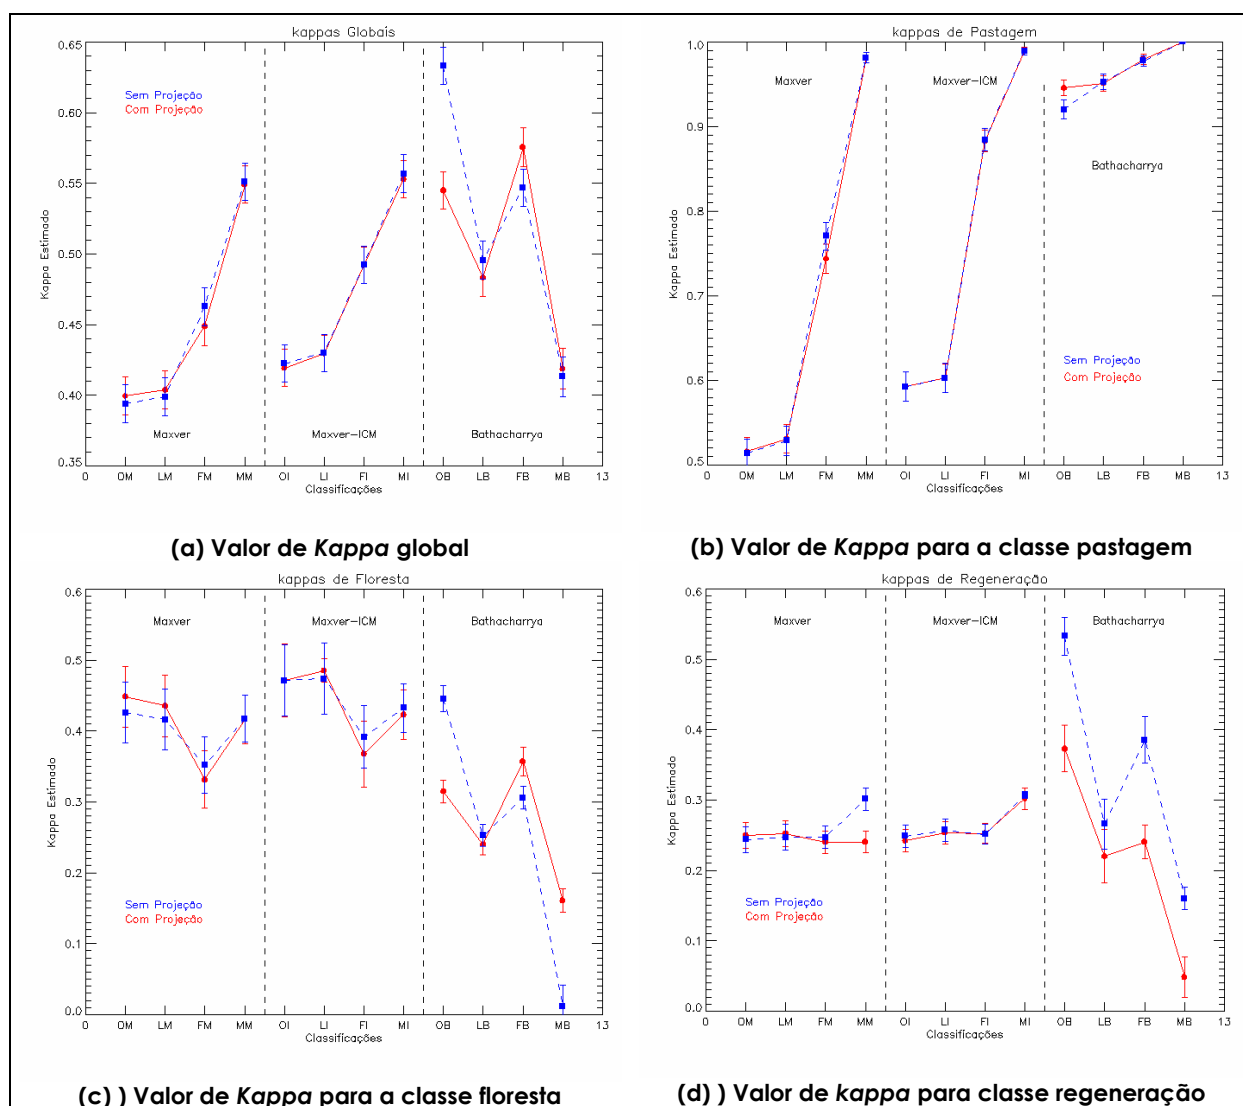 kappas Globais
0.65
0.60
0.55
0.50
0.45
0.40
0.35
Kappa Estimado
Sem Projeção
Com Projeção
Maxver
Maxver-ICM
Bathacharrya
0 OM LM FM MM OI LI FI MI OB LB FB MB 13
Classificações
(a) Valor de Kappa global
kappas de Pastagem
1.0
0.9
0.8
0.7
0.6
0.5
Kappa Estimado
Maxver
Maxver-ICM
Bathacharrya
Sem Projeção
Com Projeção
0 OM LM FM MM OI LI FI MI OB LB FB MB 13
Classificações
(b) Valor de Kappa para a classe pastagem
kappas de Floresta
0.6
0.5
0.4
0.3
0.2
0.1
0.0
Kappa Estimado
Maxver
Maxver-ICM
Bathacharrya
Sem Projeção
Com Projeção
0 OM LM FM MM OI LI FI MI OB LB FB MB 13
Classificações
(c) ) Valor de Kappa para a classe floresta
kappas de Regeneração
0.6
0.5
0.4
0.3
0.2
0.1
0.0
Kappa Estimado
Maxver
Maxver-ICM
Bathacharrya
Sem Projeção
Com Projeção
0 OM LM FM MM OI LI FI MI OB LB FB MB 13
Classificações
(d) ) Valor de kappa para classe regeneração